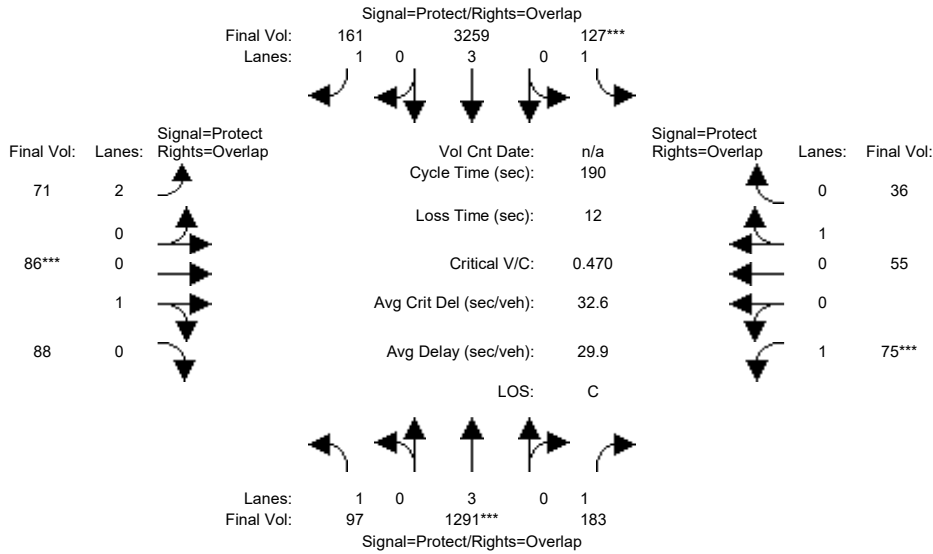 Signal=Protect/Rights=Overlap
Final Vol: 161 3259 127***
Lanes: 1 0 3 0 1
Signal=Protect Signal=Protect
Final Vol: Lanes: Rights=Overlap Vol Cnt Date: n/a Rights=Overlap Lanes: Final Vol:
Cycle Time (sec): 190
71 2 0 36
Loss Time (sec): 12
0 1
86*** 0 Critical V/C: 0.470 0 55
1 Avg Crit Del (sec/veh): 32.6 0
88 0 Avg Delay (sec/veh): 29.9 1 75***
LOS: C
Lanes: 1 0 3 0 1
Final Vol: 97 1291*** 183
Signal=Protect/Rights=Overlap